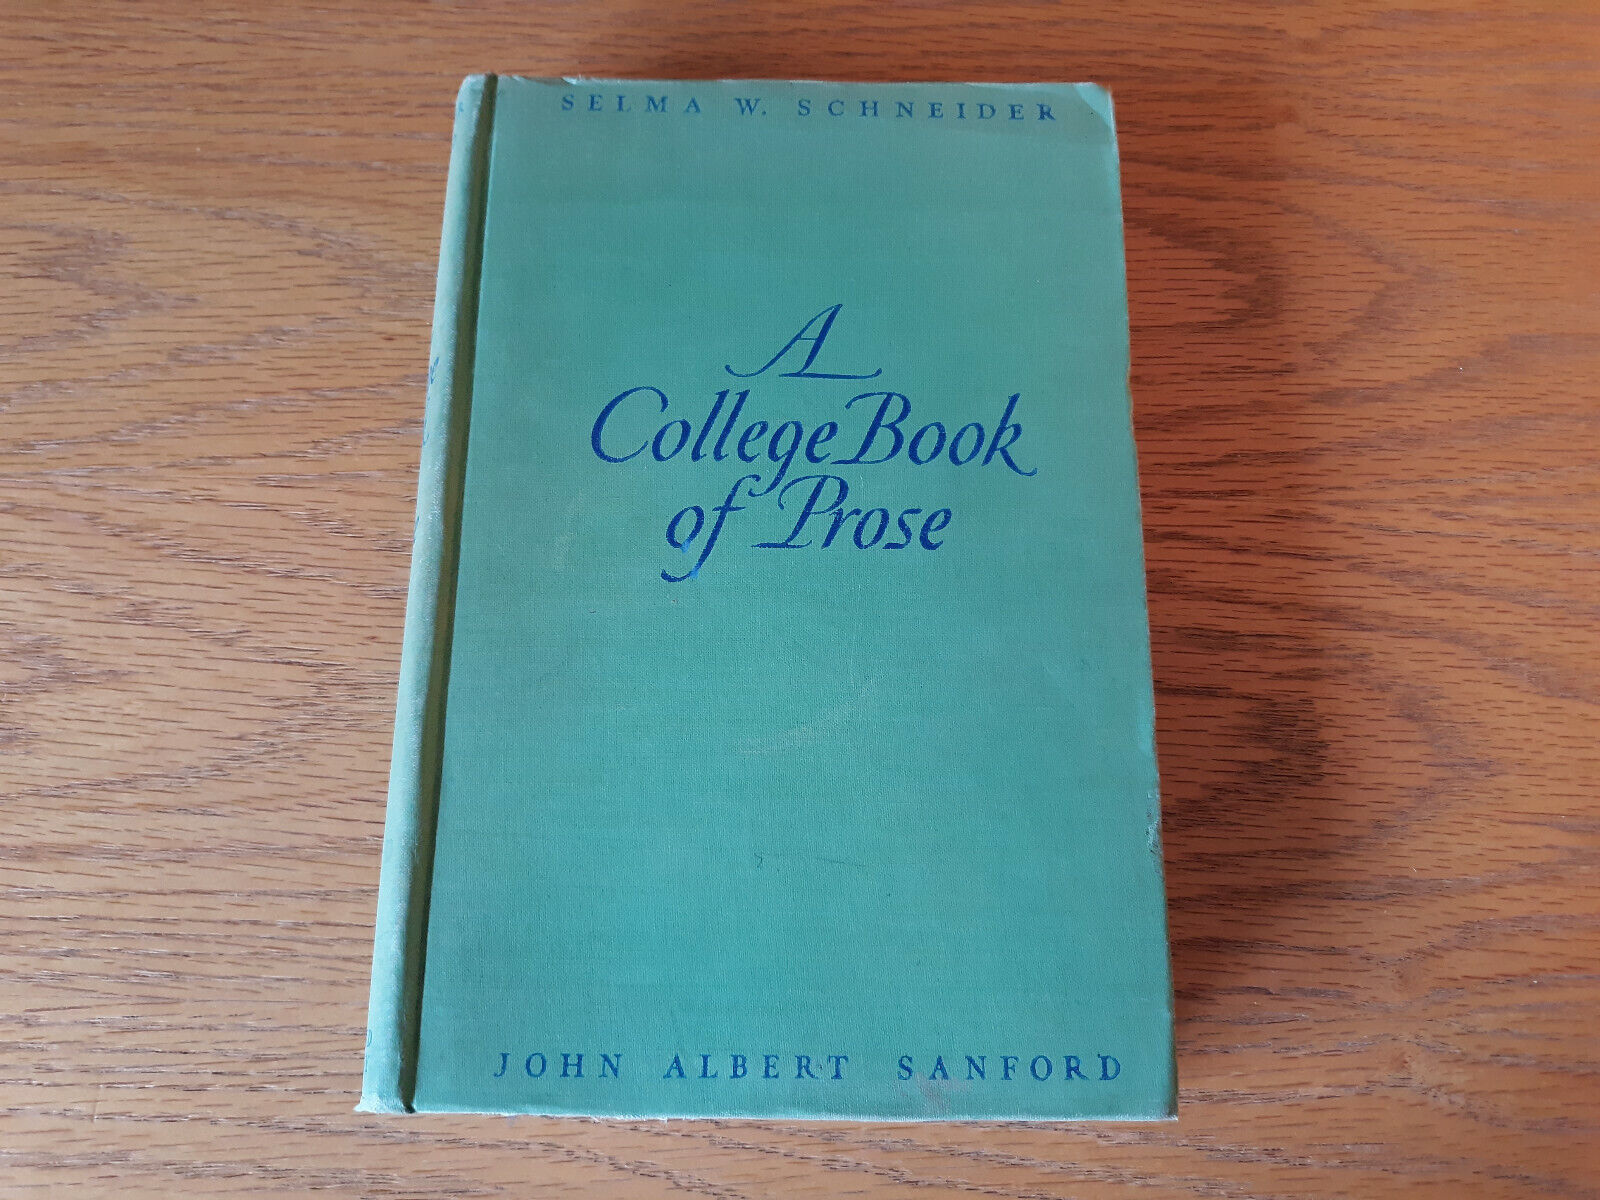 SELMA W. SCHNEIDER
A
College Book
of Prose
JOHN ALBERT SANFORD